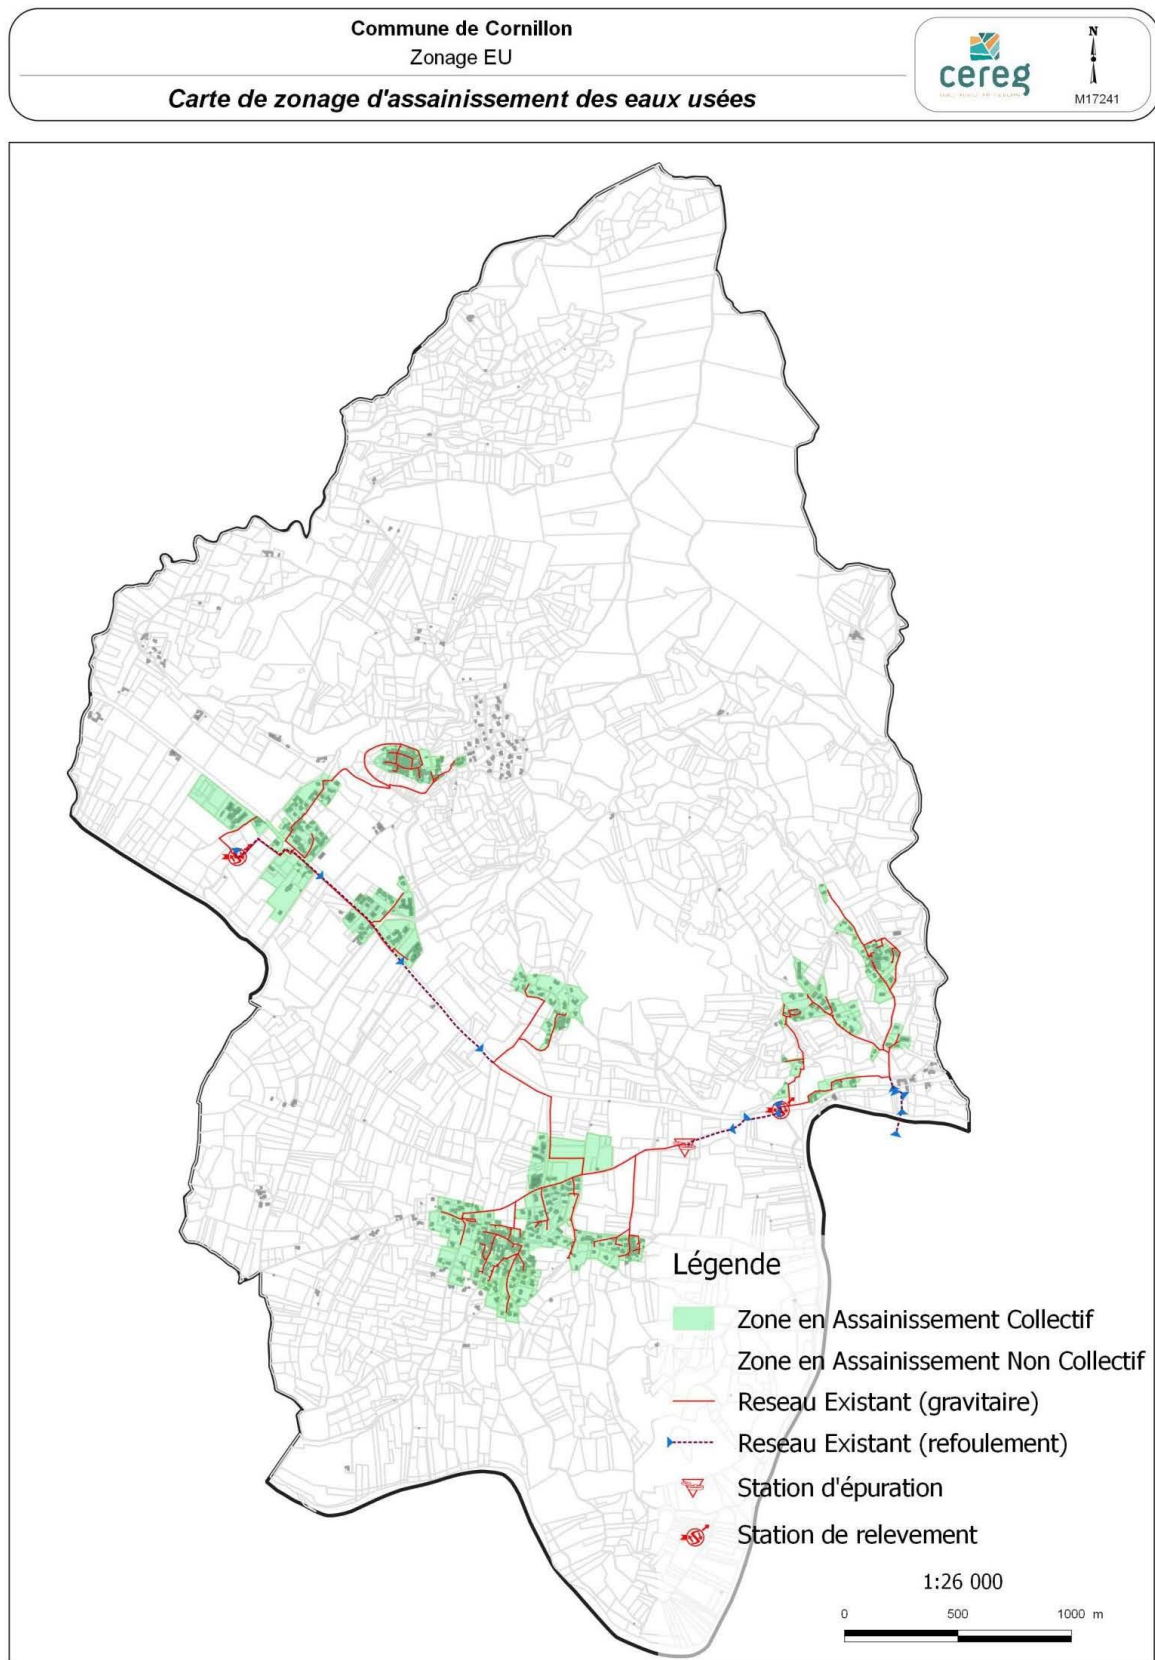 Commune de Cornillon
Zonage EU
Carte de zonage d'assainissement des eaux usées
cereg
N
M17241
Légende
Zone en Assainissement Collectif
Zone en Assainissement Non Collectif
Reseau Existant (gravitaire)
Reseau Existant (refoulement)
Station d'épuration
Station de relevement
1:26 000
0 500 1000 m